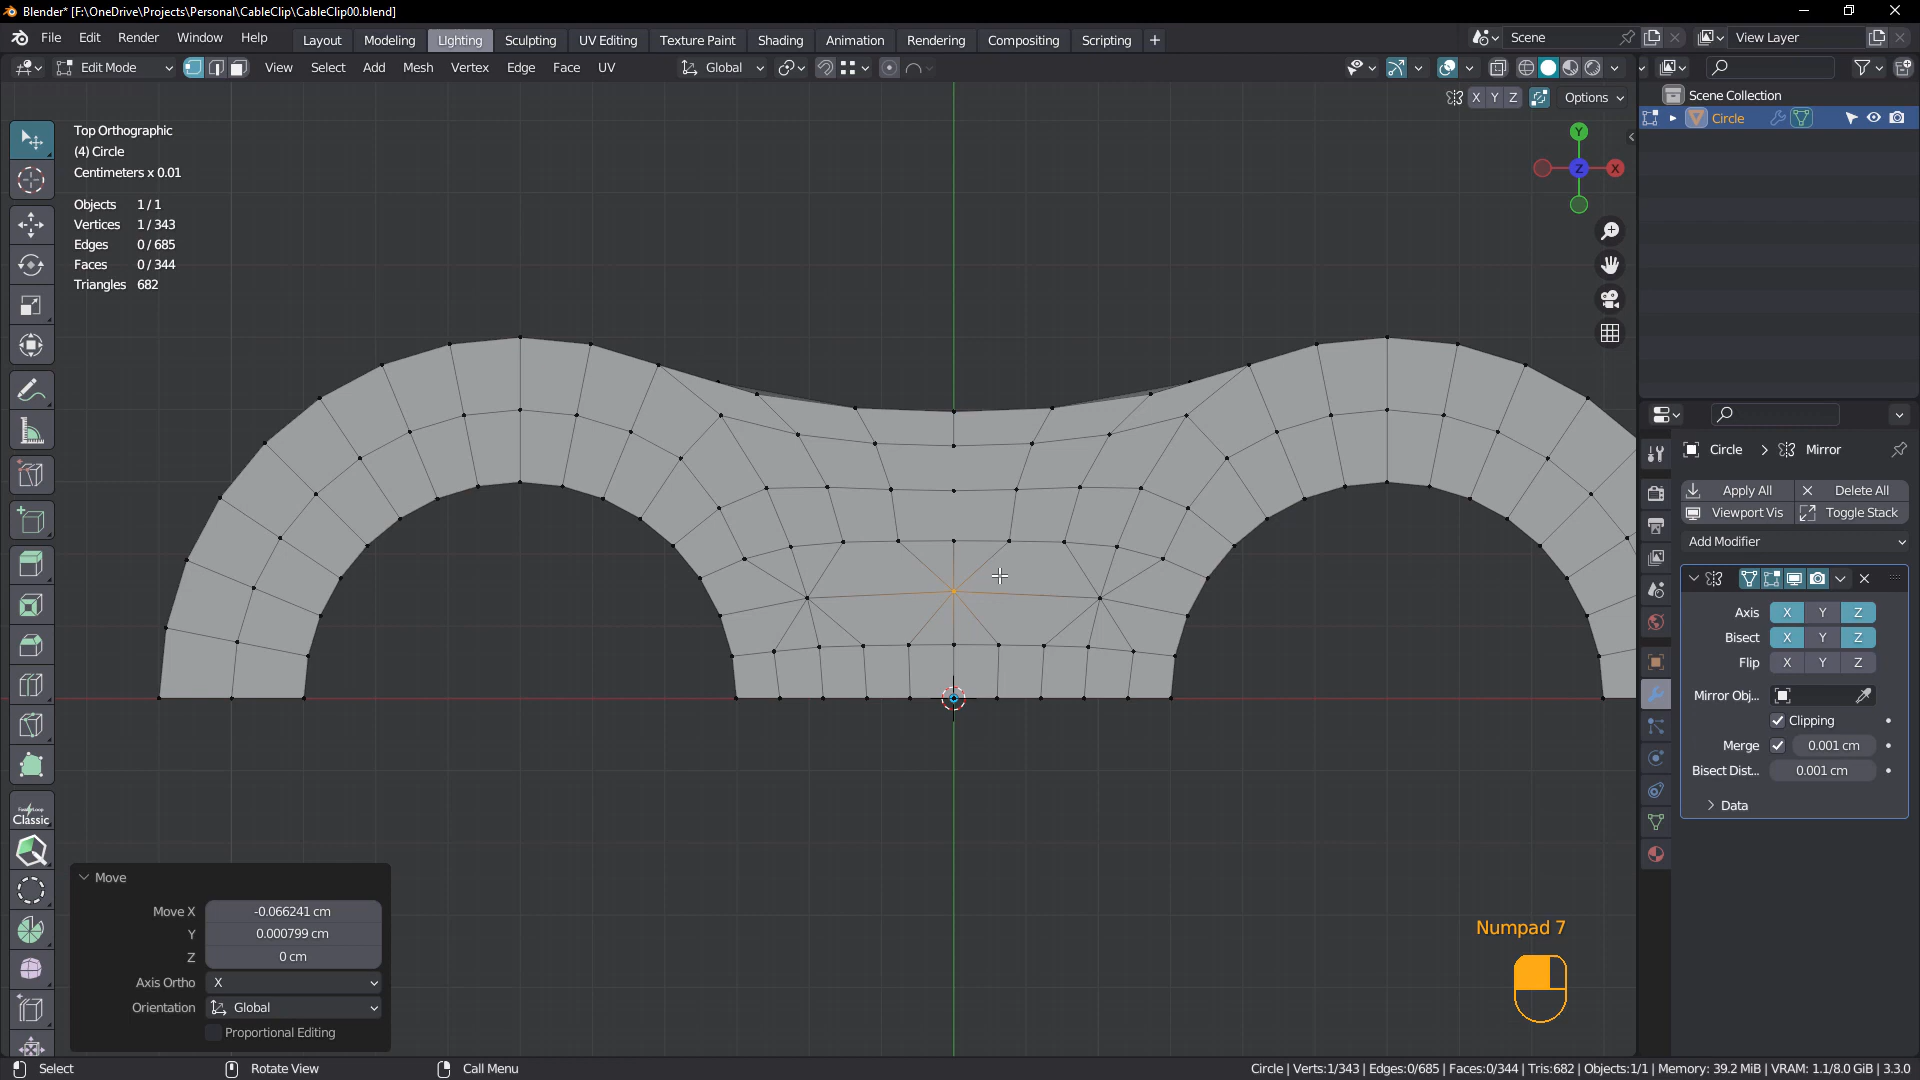 Blender* [F:\OneDrive\Projects\Personal\CableClip\CableClip00.blend]
File Edit Render Window Help Layout Modeling Lighting Sculpting UV Editing Texture Paint Shading Animation Rendering Compositing Scripting + Scene View Layer
Edit Mode View Select Add Mesh Vertex Edge Face UV Global
X Y Z Options
Scene Collection
Circle
Top Orthographic
(4) Circle
Centimeters x 0.01
Objects 1 / 1
Vertices 1 / 343
Edges 0 / 685
Faces 0 / 344
Triangles 682
Y
Z X
Circle > Mirror
Apply All Delete All
Viewport Vis Toggle Stack
Add Modifier
Axis X Y Z
Bisect X Y Z
Flip X Y Z
Mirror Obj...
Clipping
Merge 0.001 cm
Bisect Dist... 0.001 cm
Data
Classic
Move
Move X -0.066241 cm
Y 0.000799 cm
Z 0 cm
Axis Ortho X
Orientation Global
Proportional Editing
Numpad 7
Select Rotate View Call Menu Circle | Verts:1/343 | Edges:0/685 | Faces:0/344 | Tris:682 | Objects:1/1 | Memory: 39.2 MiB | VRAM: 1.1/8.0 GiB | 3.3.0